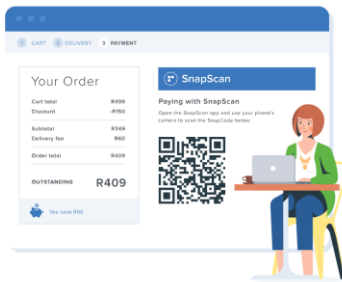 1 CART 2 DELIVERY 3 PAYMENT
Your Order
Cart total R499
Discount -R150
Subtotal R349
Delivery fee R60
Order total R409
OUTSTANDING R409
You save R90
SnapScan
Paying with SnapScan
Open the SnapScan app and use your phone's
camera to scan the SnapCode below.